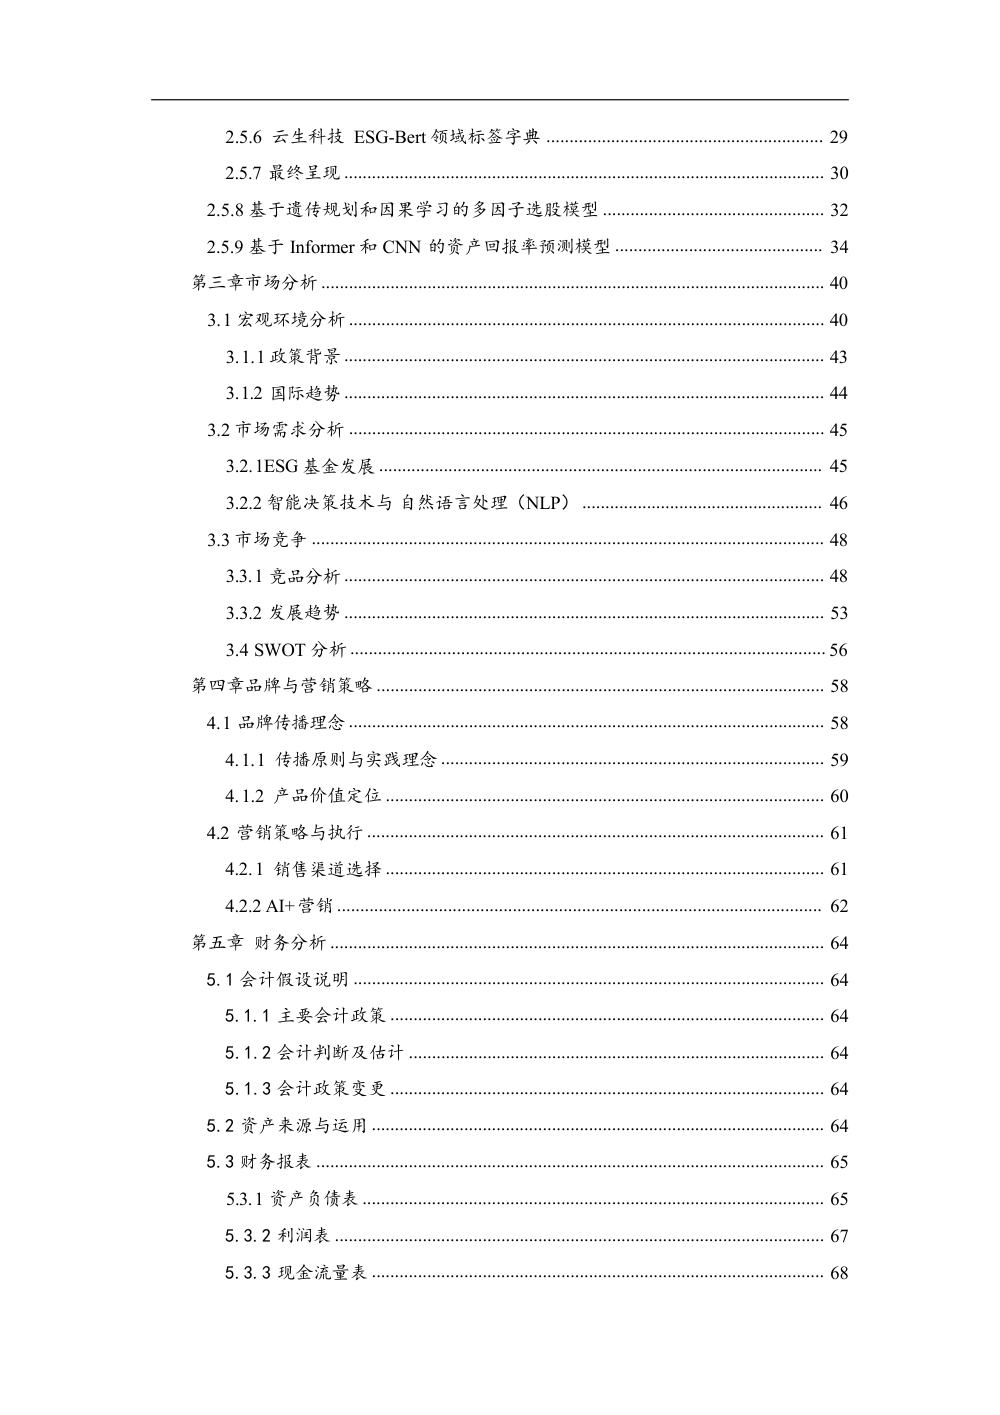 2.5.6 云生科技 ESG-Bert 领域标签字典 ............................................................ 29
2.5.7 最终呈现 ........................................................................................................ 30
2.5.8 基于遗传规划和因果学习的多因子选股模型 ................................................ 32
2.5.9 基于 Informer 和 CNN 的资产回报率预测模型 ............................................. 34
第三章市场分析 ............................................................................................................. 40
3.1 宏观环境分析 ....................................................................................................... 40
3.1.1 政策背景 ........................................................................................................ 43
3.1.2 国际趋势 ........................................................................................................ 44
3.2 市场需求分析 ....................................................................................................... 45
3.2.1ESG 基金发展 ................................................................................................ 45
3.2.2 智能决策技术与 自然语言处理（NLP） .................................................... 46
3.3 市场竞争 ............................................................................................................... 48
3.3.1 竞品分析 ........................................................................................................ 48
3.3.2 发展趋势 ........................................................................................................ 53
3.4 SWOT 分析 ....................................................................................................... 56
第四章品牌与营销策略 ................................................................................................. 58
4.1 品牌传播理念 ....................................................................................................... 58
4.1.1 传播原则与实践理念 ................................................................................... 59
4.1.2 产品价值定位 ............................................................................................... 60
4.2 营销策略与执行 ................................................................................................... 61
4.2.1 销售渠道选择 ............................................................................................... 61
4.2.2 AI+营销 ......................................................................................................... 62
第五章 财务分析 ........................................................................................................... 64
5.1 会计假设说明 ...................................................................................................... 64
5.1.1 主要会计政策 .............................................................................................. 64
5.1.2 会计判断及估计 .......................................................................................... 64
5.1.3 会计政策变更 .............................................................................................. 64
5.2 资产来源与运用 .................................................................................................. 64
5.3 财务报表 .............................................................................................................. 65
5.3.1 资产负债表 .................................................................................................... 65
5.3.2 利润表 .......................................................................................................... 67
5.3.3 现金流量表 .................................................................................................. 68